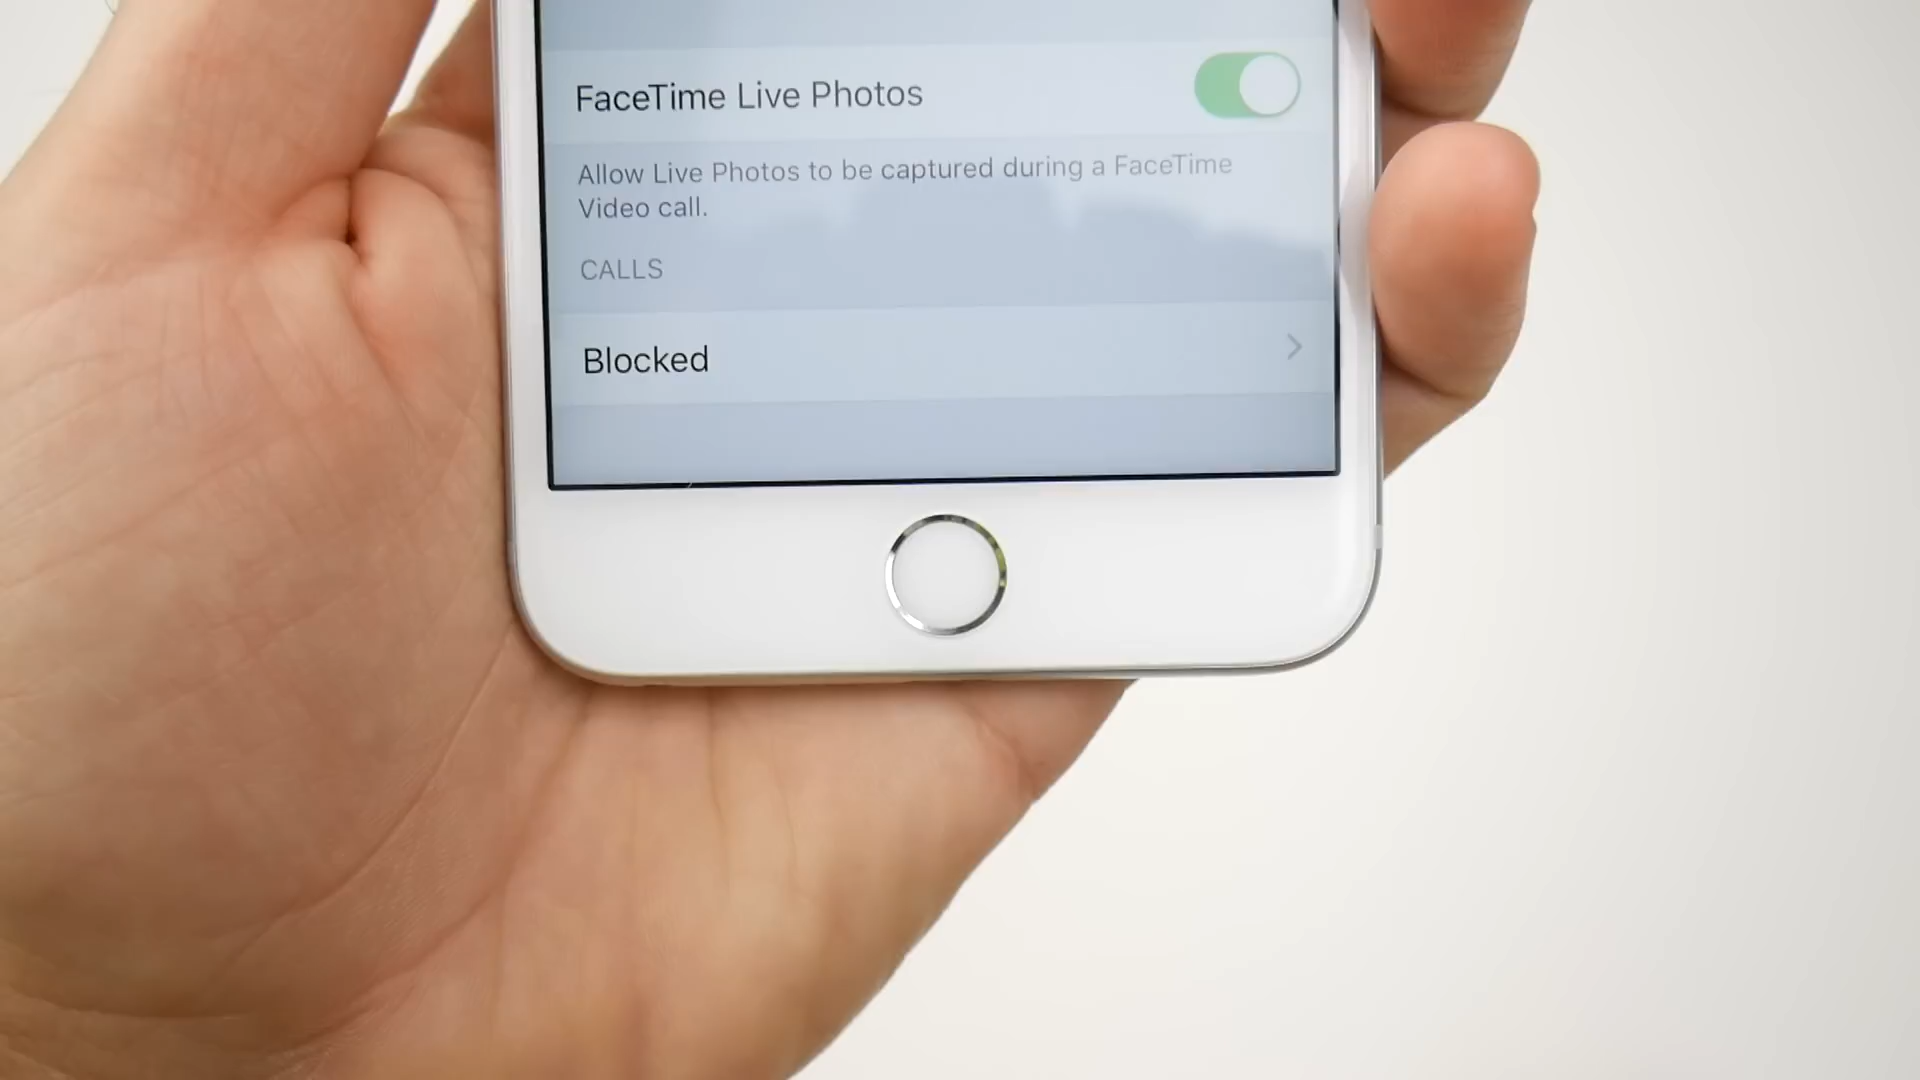 FaceTime Live Photos
Allow Live Photos to be captured during a FaceTime
Video call.
CALLS
Blocked